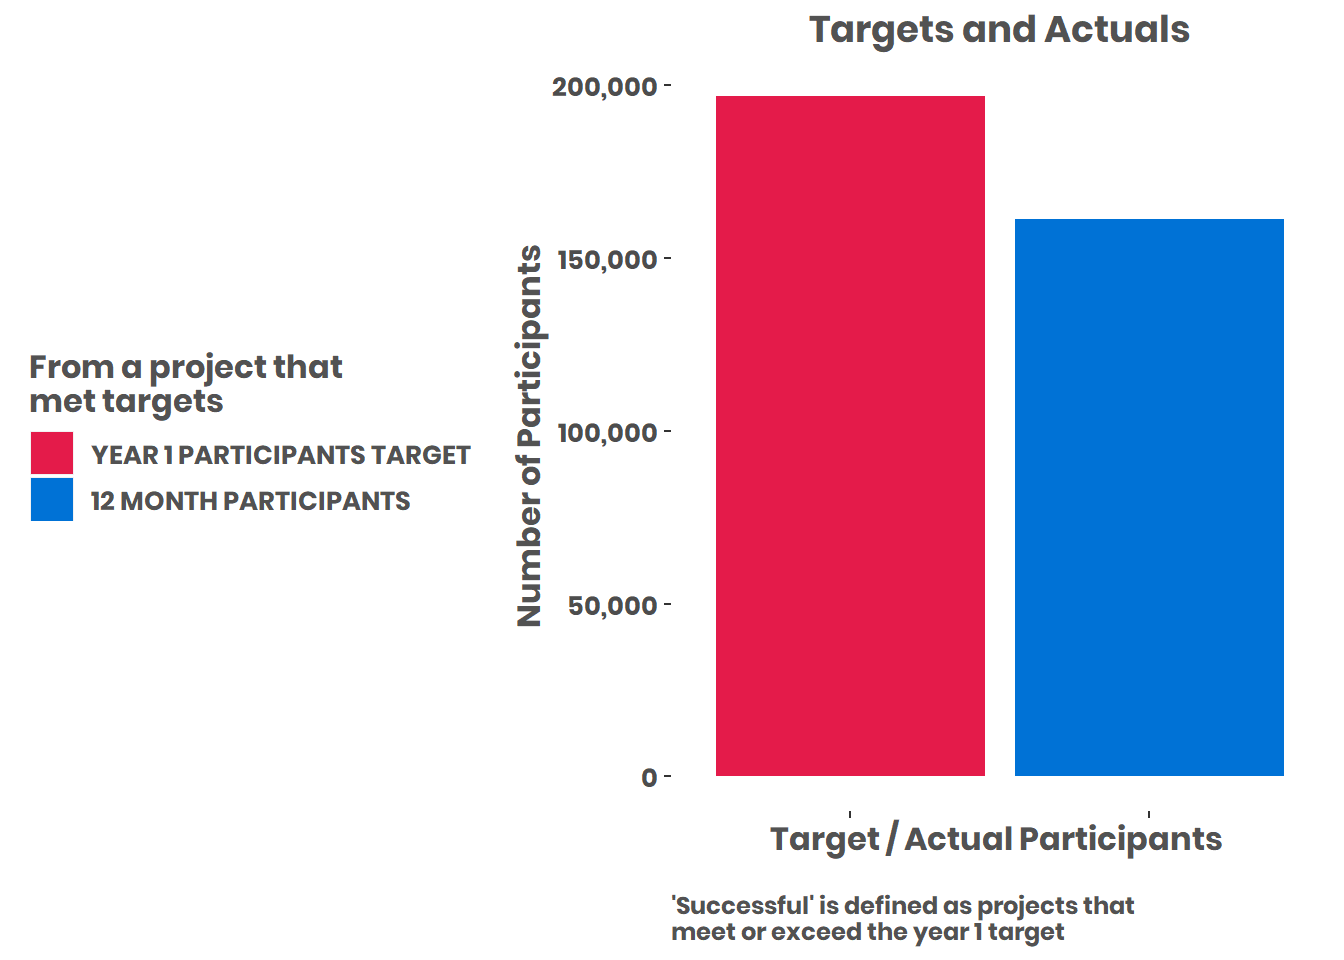 Targets and Actuals
200,000
150,000
100,000
50,000
0
Number of Participants
From a project that
met targets
YEAR 1 PARTICIPANTS TARGET
12 MONTH PARTICIPANTS
Target / Actual Participants
'Successful' is defined as projects that
meet or exceed the year 1 target